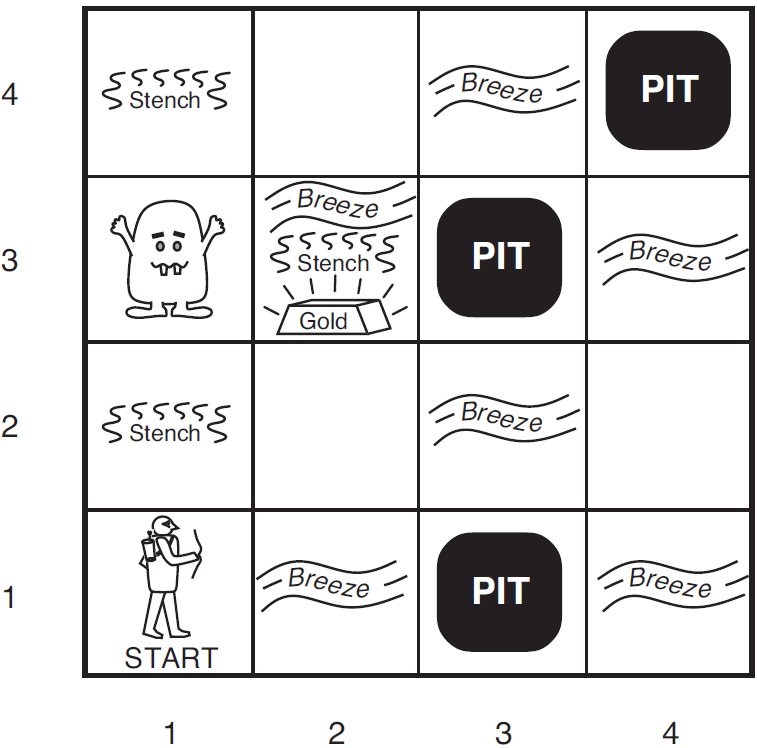 4 Stench Breeze PIT
3 Breeze PIT Breeze
Stench
Gold
2 Stench Breeze
1 Breeze PIT Breeze
START
1 2 3 4